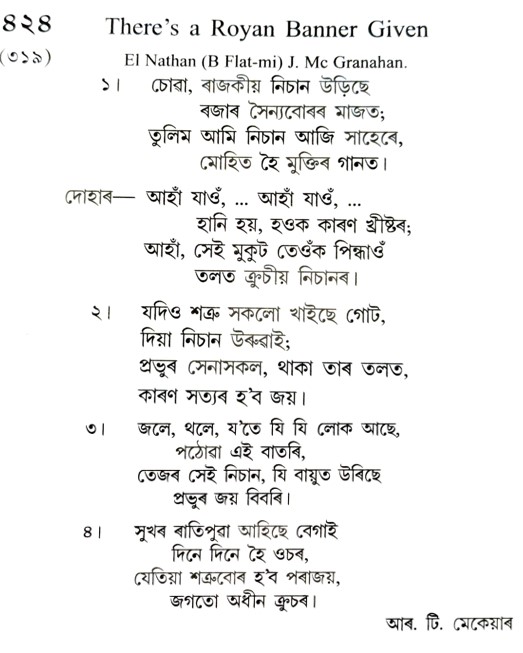 ৪২৪ There's a Royan Banner Given
(৩১৯) El Nathan (B Flat-mi) J. Mc Granahan.
১। চোৱা, ৰাজকীয় নিচান উড়িছে
ৰজাৰ সৈন্যবোৰৰ মাজত;
তুলিম আমি নিচান আজি সাহেৰে,
মোহিত হৈ মুক্তিৰ গানত।
দোহাৰ— আহাঁ যাওঁ, ... আহাঁ যাওঁ, ...
হানি হয়, হওক কাৰণ খ্ৰীষ্টৰ;
আহাঁ, সেই মুকুট তেওঁক পিন্ধাওঁ
তলত ক্ৰুচীয় নিচানৰ।
২। যদিও শত্ৰু সকলো খাইছে গোট,
দিয়া নিচান উৰুৱাই;
প্ৰভুৰ সেনাসকল, থাকা তাৰ তলত,
কাৰণ সত্যৰ হ'ব জয়।
৩। জলে, থলে, য'তে যি যি লোক আছে,
পঠোৱা এই বাতৰি,
তেজৰ সেই নিচান, যি বায়ুত উৰিছে
প্ৰভুৰ জয় বিবৰি।
৪। সুখৰ ৰাতিপুৱা আহিছে বেগাই
দিনে দিনে হৈ ওচৰ,
যেতিয়া শত্ৰুবোৰ হ'ব পৰাজয়,
জগতো অধীন ক্ৰুচৰ।
আৰ. টি. মেকেয়াৰ